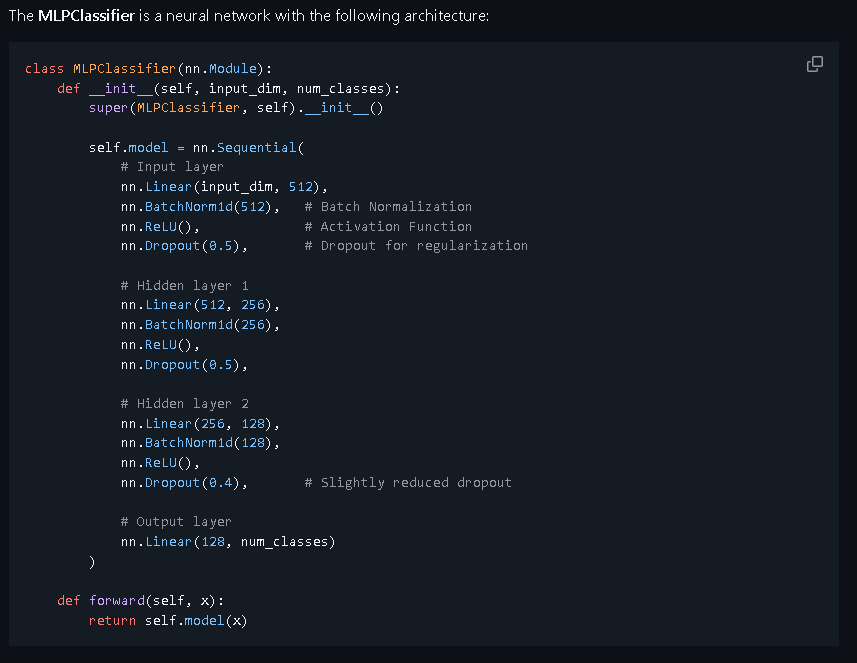 The MLPClassifier is a neural network with the following architecture:
class MLPClassifier(nn.Module):
    def __init__(self, input_dim, num_classes):
        super(MLPClassifier, self).__init__()

        self.model = nn.Sequential(
            # Input layer
            nn.Linear(input_dim, 512),
            nn.BatchNorm1d(512),   # Batch Normalization
            nn.ReLU(),             # Activation Function
            nn.Dropout(0.5),       # Dropout for regularization

            # Hidden layer 1
            nn.Linear(512, 256),
            nn.BatchNorm1d(256),
            nn.ReLU(),
            nn.Dropout(0.5),

            # Hidden layer 2
            nn.Linear(256, 128),
            nn.BatchNorm1d(128),
            nn.ReLU(),
            nn.Dropout(0.4),       # Slightly reduced dropout

            # Output layer
            nn.Linear(128, num_classes)
        )

    def forward(self, x):
        return self.model(x)